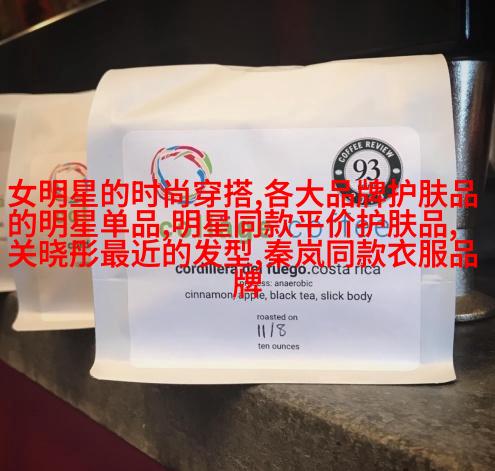 女明星的时尚穿搭,各大品牌护肤品
的明星单品,明星同款平价护肤品,
关晓彤最近的发型,秦岚同款衣服品
牌
COFFEE REVIEW
93
coffee
cordillera del fuego.costa rica
process: anaerobic
cinnamon, apple, black tea, slick body
roasted on
11/8
ten ounces